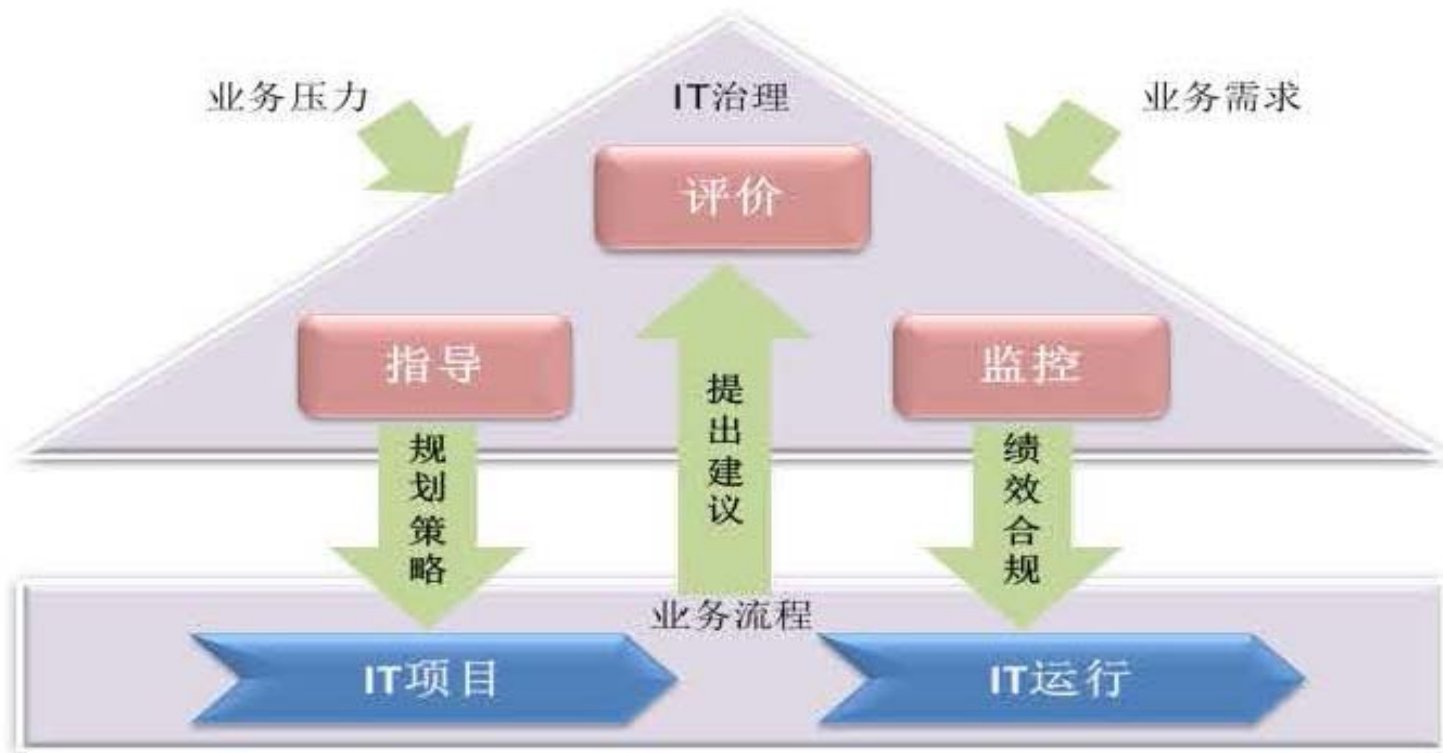 业务压力
IT治理
业务需求
评价
指导
监控
规划策略
提出建议
绩效合规
业务流程
IT项目
IT运行